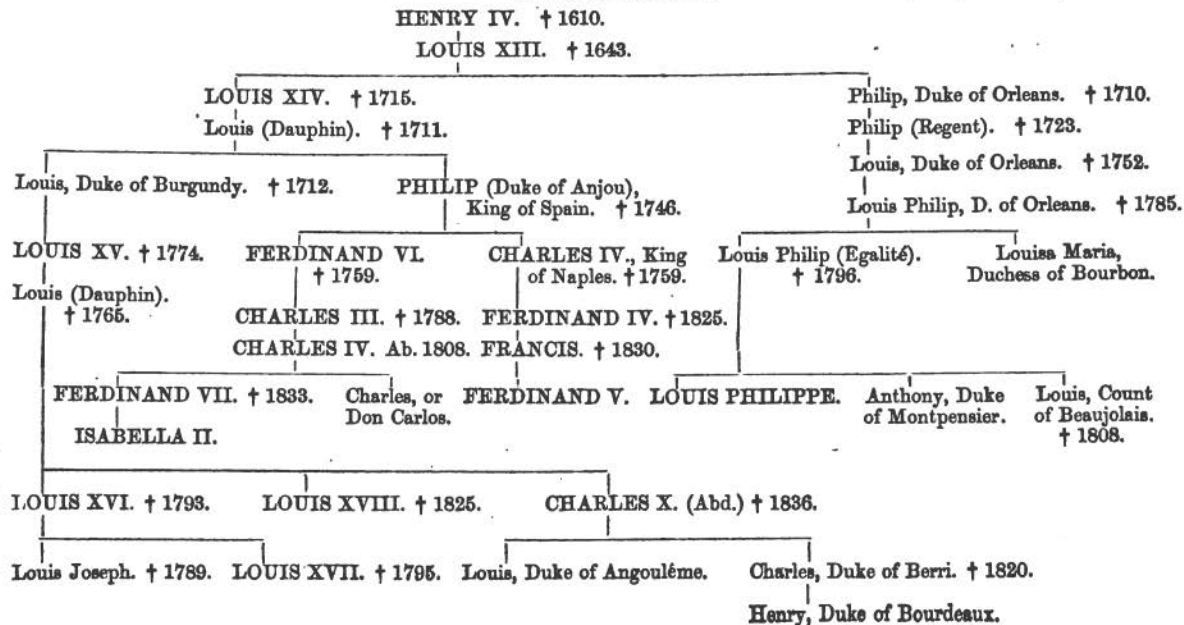 HENRY IV. † 1610.
LOUIS XIII. † 1643.
LOUIS XIV. † 1715.
Philip, Duke of Orleans. † 1710.
Louis (Dauphin). † 1711.
Philip (Regent). † 1723.
Louis, Duke of Orleans. † 1752.
Louis, Duke of Burgundy. † 1712.
PHILIP (Duke of Anjou),
King of Spain. † 1746.
Louis Philip, D. of Orleans. † 1785.
LOUIS XV. † 1774.
FERDINAND VI.
† 1759.
CHARLES IV., King
of Naples. † 1759.
Louis Philip (Egalité).
† 1796.
Louisa Maria,
Duchess of Bourbon.
Louis (Dauphin).
† 1765.
CHARLES III. † 1788.
FERDINAND IV. † 1825.
CHARLES IV. Ab. 1808.
FRANCIS. † 1830.
FERDINAND VII. † 1833.
Charles, or
Don Carlos.
FERDINAND V.
LOUIS PHILIPPE.
Anthony, Duke
of Montpensier.
Louis, Count
of Beaujolais.
† 1808.
ISABELLA II.
LOUIS XVI. † 1793.
LOUIS XVIII. † 1825.
CHARLES X. (Abd.) † 1836.
Louis Joseph. † 1789.
LOUIS XVII. † 1795.
Louis, Duke of Angouléme.
Charles, Duke of Berri. † 1820.
Henry, Duke of Bourdeaux.